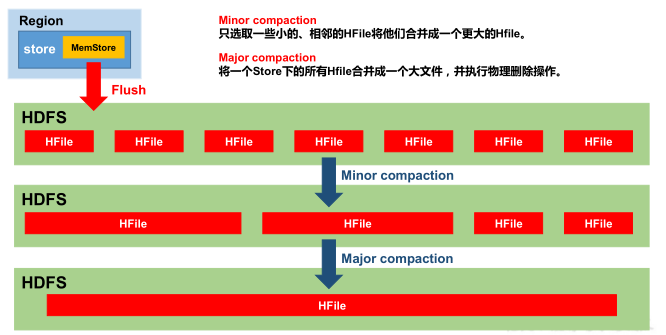 Region
store
MemStore
Flush
Minor compaction
只选取一些小的、相邻的HFile将他们合并成一个更大的Hfile。
Major compaction
将一个Store下的所有Hfile合并成一个大文件，并执行物理删除操作。
HDFS
HFile HFile HFile HFile HFile HFile HFile
Minor compaction
HDFS
HFile HFile HFile HFile
Major compaction
HDFS
HFile